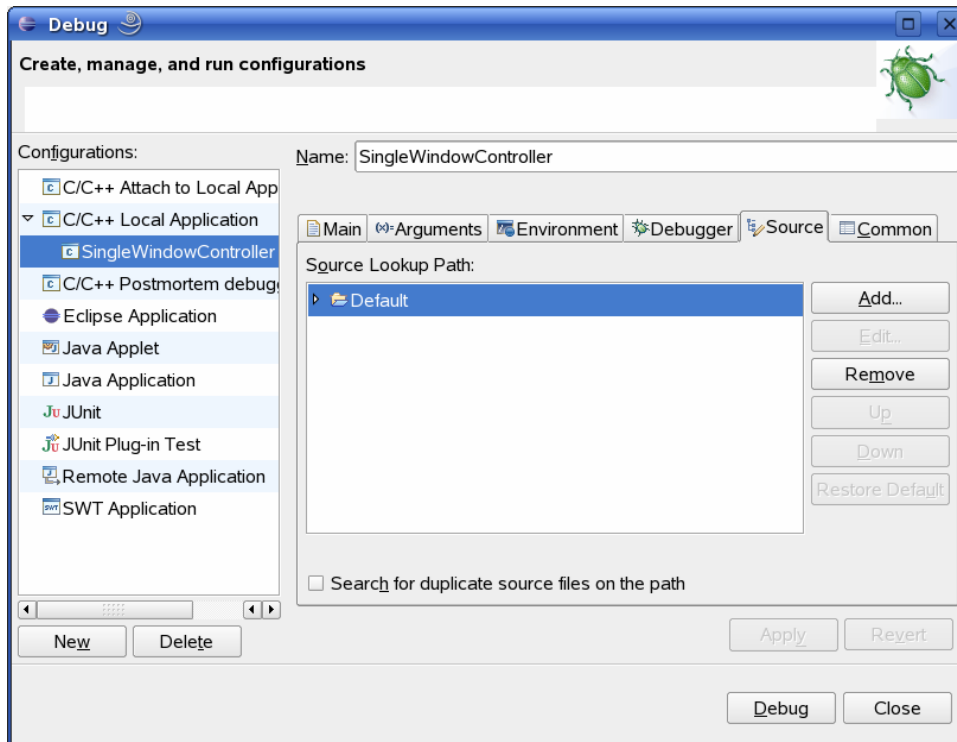 Debug
Create, manage, and run configurations
Configurations:
C/C++ Attach to Local App
C/C++ Local Application
SingleWindowController
C/C++ Postmortem debug
Eclipse Application
Java Applet
Java Application
JUnit
JUnit Plug-in Test
Remote Java Application
SWT Application
New Delete
Name: SingleWindowController
Main Arguments Environment Debugger Source Common
Source Lookup Path:
Default
Add...
Edit...
Remove
Up
Down
Restore Default
Search for duplicate source files on the path
Apply Revert
Debug Close